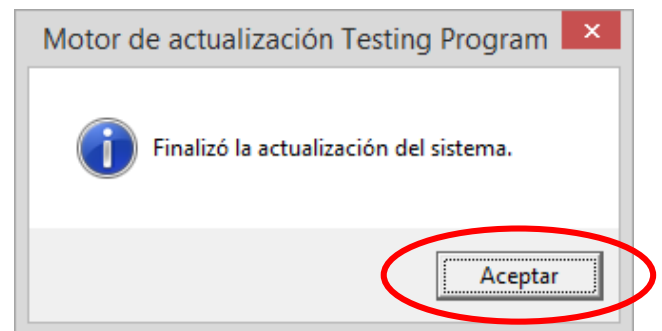 Motor de actualización Testing Program
Finalizó la actualización del sistema.
Aceptar